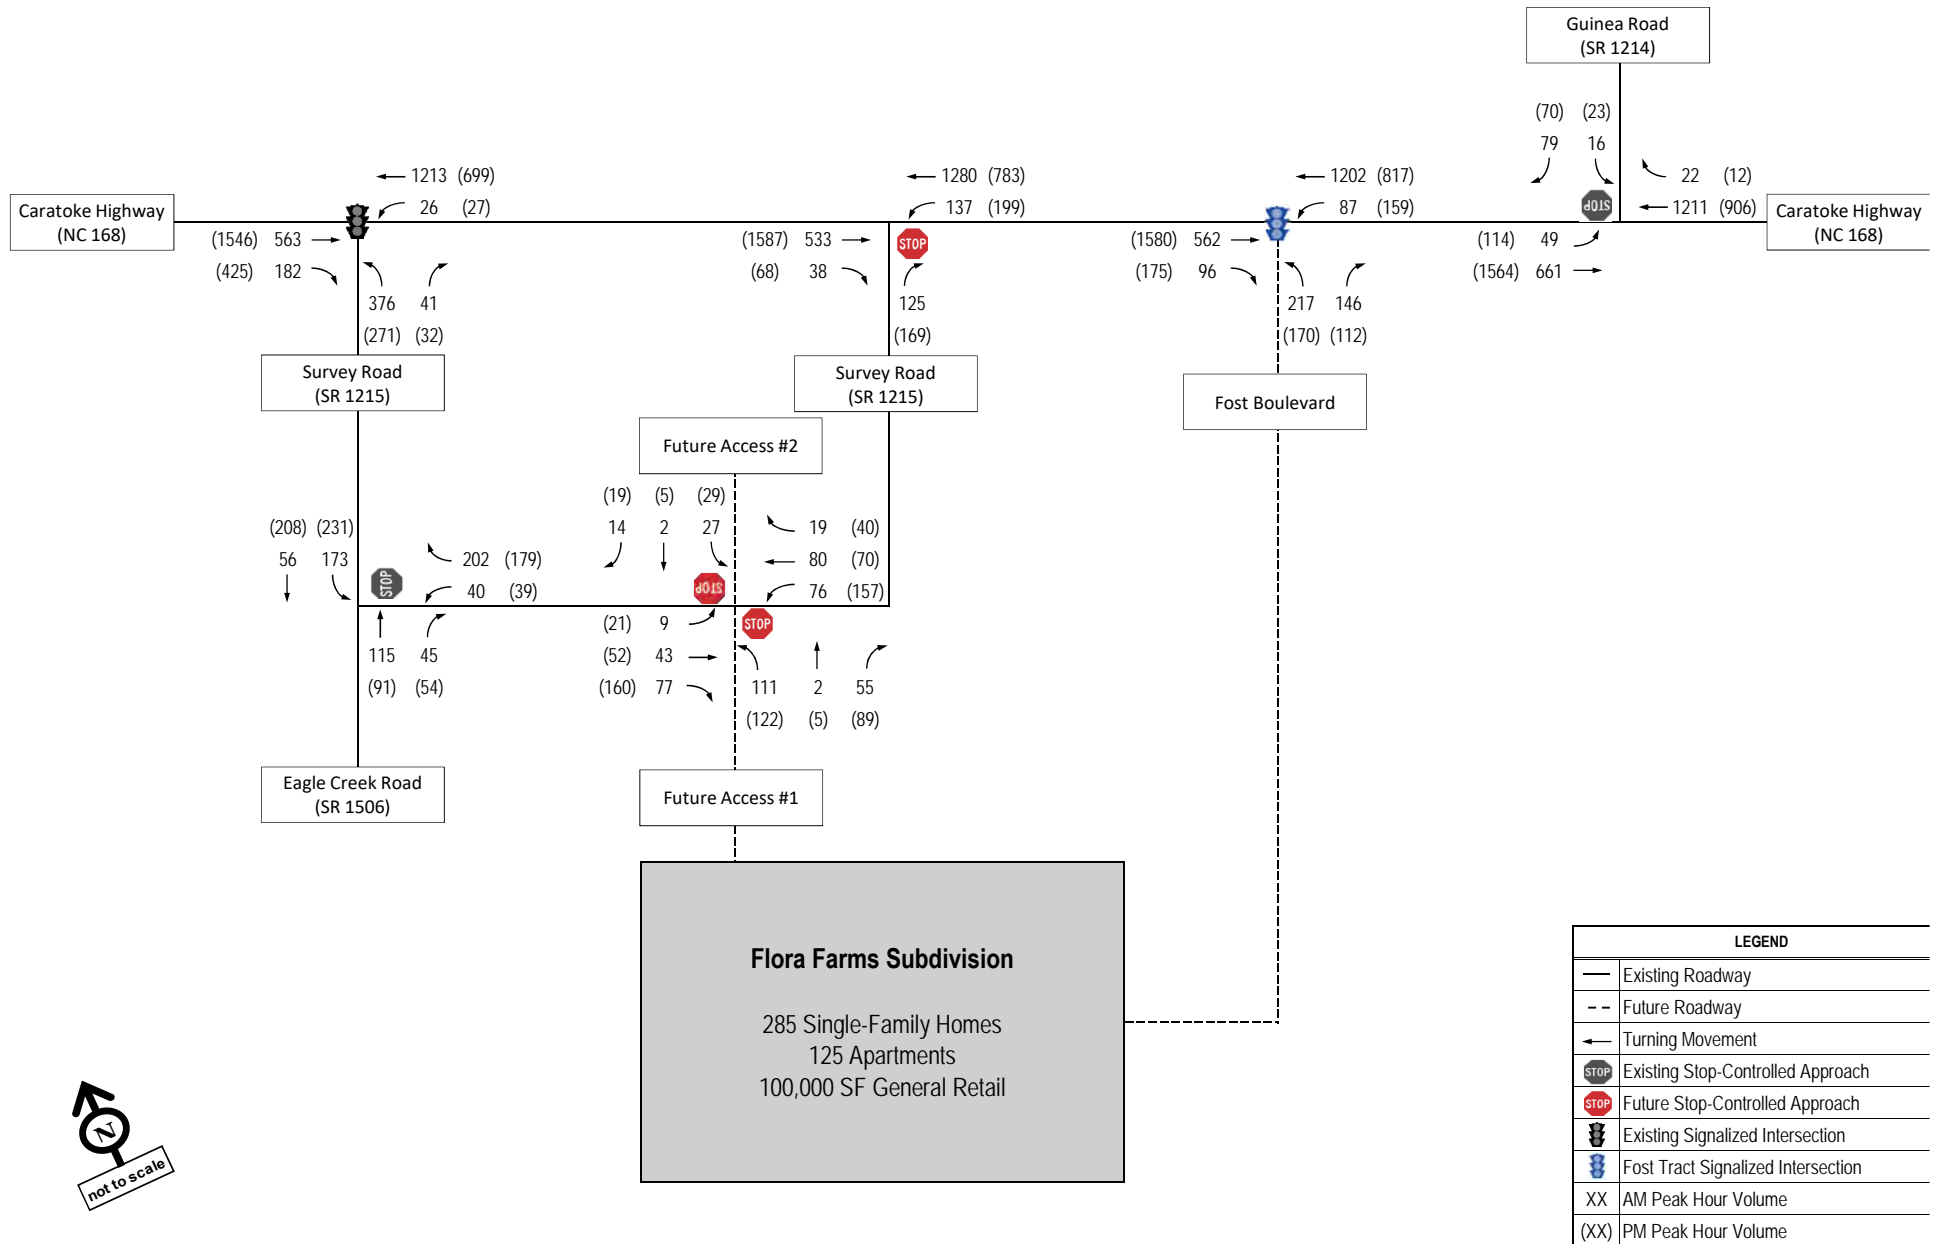 Guinea Road
(SR 1214)
(70) (23)
79 16
22 (12)
1211 (906)
STOP
Caratoke Highway
(NC 168)
1213 (699)
26 (27)
1280 (783)
137 (199)
1202 (817)
87 (159)
Caratoke Highway
(NC 168)
(1546) 563
(425) 182
(1587) 533
(68) 38
STOP
(1580) 562
(175) 96
(114) 49
(1564) 661
376 41
(271) (32)
125
(169)
217 146
(170) (112)
Survey Road
(SR 1215)
Survey Road
(SR 1215)
Fost Boulevard
Future Access #2
(19) (5) (29)
14 2 27
19 (40)
80 (70)
76 (157)
(208) (231)
56 173
202 (179)
40 (39)
STOP
STOP
STOP
(21) 9
(52) 43
(160) 77
115 45
(91) (54)
111 2 55
(122) (5) (89)
Eagle Creek Road
(SR 1506)
Future Access #1
Flora Farms Subdivision
285 Single-Family Homes
125 Apartments
100,000 SF General Retail
N
not to scale
LEGEND
Existing Roadway
Future Roadway
Turning Movement
STOP Existing Stop-Controlled Approach
STOP Future Stop-Controlled Approach
Existing Signalized Intersection
Fost Tract Signalized Intersection
XX AM Peak Hour Volume
(XX) PM Peak Hour Volume